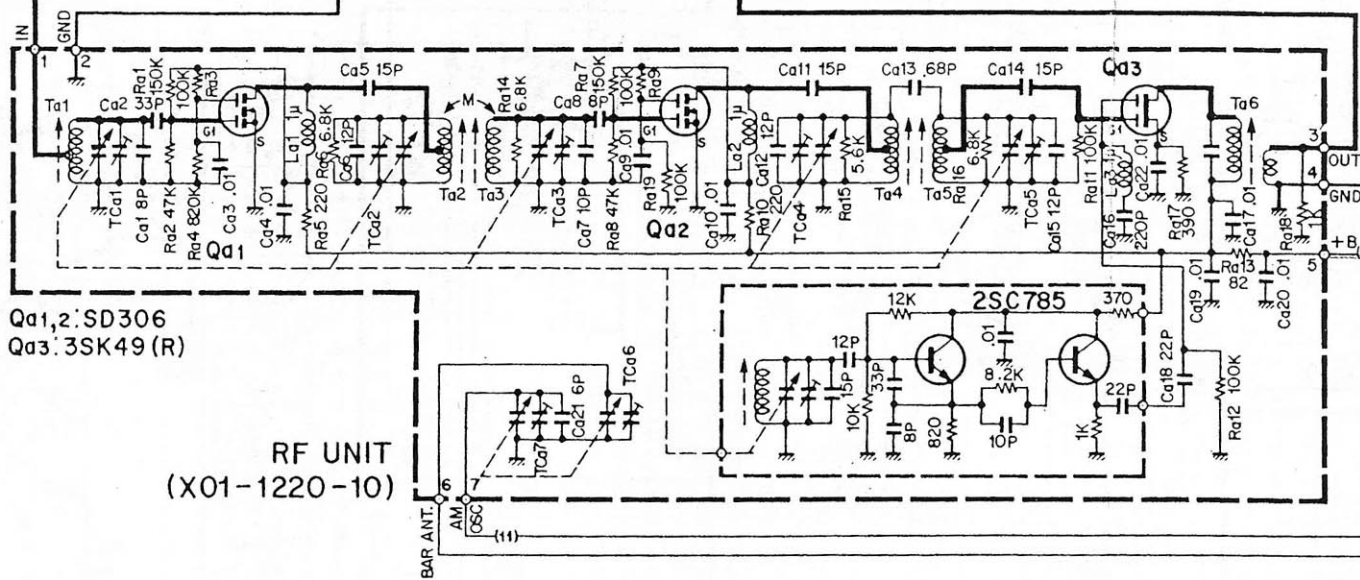 IN
GND
1
2
Ta1
Ca2
33P
Ra1
150K
100K
Ra3
G1
S
TCa1
Ca1 8P
Ra2 47K
Ra4 820K
Ca3 .01
Qa1
Ca4 .01
La1 1μ
Ra5 220
Ra6 6.8K
Ca6 12P
Ca5 15P
TCa2
M
Ta2
Ta3
Ra14
6.8K
Ca8
8P
TCa3
Ca7 10P
Ra8 47K
Ra7
150K
100K
Ra9
G1
S
Ca9 .01
Ra19
100K
Qa2
Ca10 .01
La2 1μ
Ra10
220
Ca12
12P
Ca11 15P
TCa4
Ra15
5.6K
Ca13 .68P
Ta4
Ta5
Ra16
6.8K
Ca14 15P
TCa5
Ca15 12P
Ra11 100K
Qa3
G1
La3 1μ
Ca16
220P
Ca22 .01
Ra17
390
Ta6
Ca17 .01
Ra18
1K
3
OUT
4
GND
+B
5
Ra13
82
Ca19 .01
Ca20 .01
Qa1,2:SD306
Qa3:3SK49(R)
2SC785
12K
370
12P
.01
15P
33P
10K
8P
820
8.2K
10P
1K
22P
Ca18 22P
Ra12 100K
TCa6
Ca21 6P
TCa7
RF UNIT
(X01-1220-10)
6
7
BAR ANT.
AM
OSC
(11)